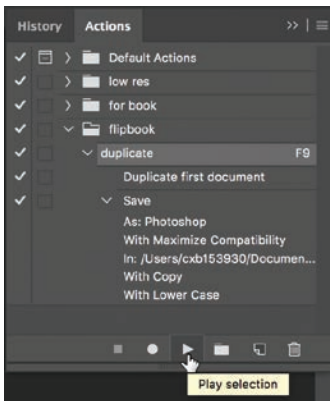 History Actions
Default Actions
low res
for book
flipbook
duplicate F9
Duplicate first document
Save
As: Photoshop
With Maximize Compatibility
In: /Users/cxb153930/Documen...
With Copy
With Lower Case
Play selection